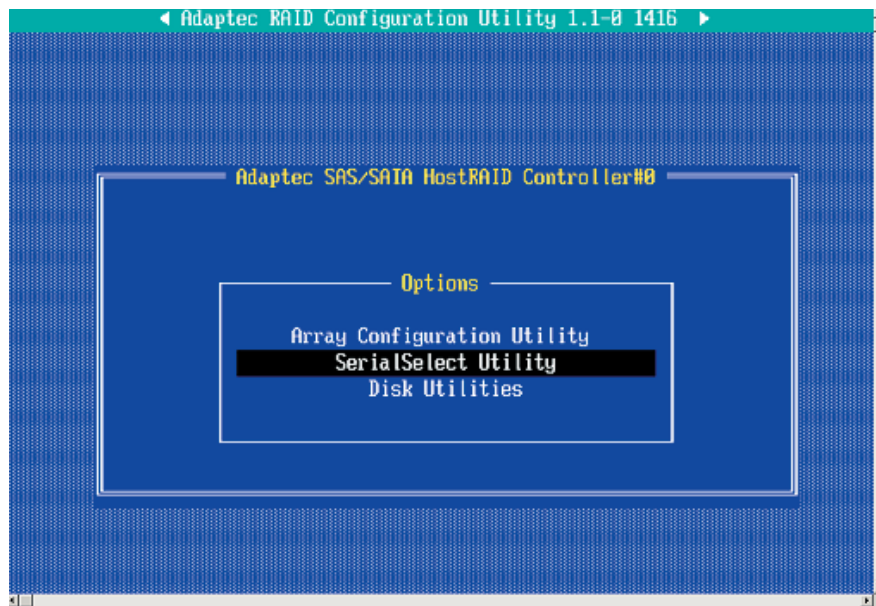 Adaptec RAID Configuration Utility 1.1-0 1416
Adaptec SAS/SATA HostRAID Controller#0
Options
Array Configuration Utility
SerialSelect Utility
Disk Utilities